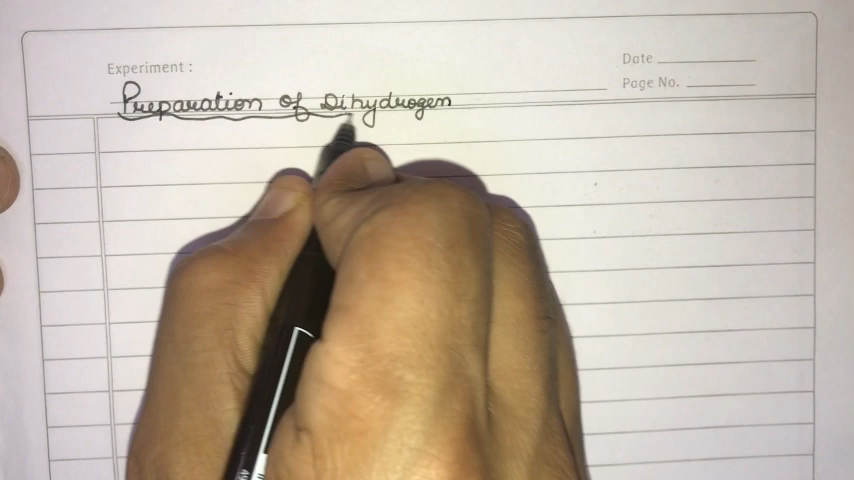 Date
Experiment :
Page No.
Preparation of Dihydrogen